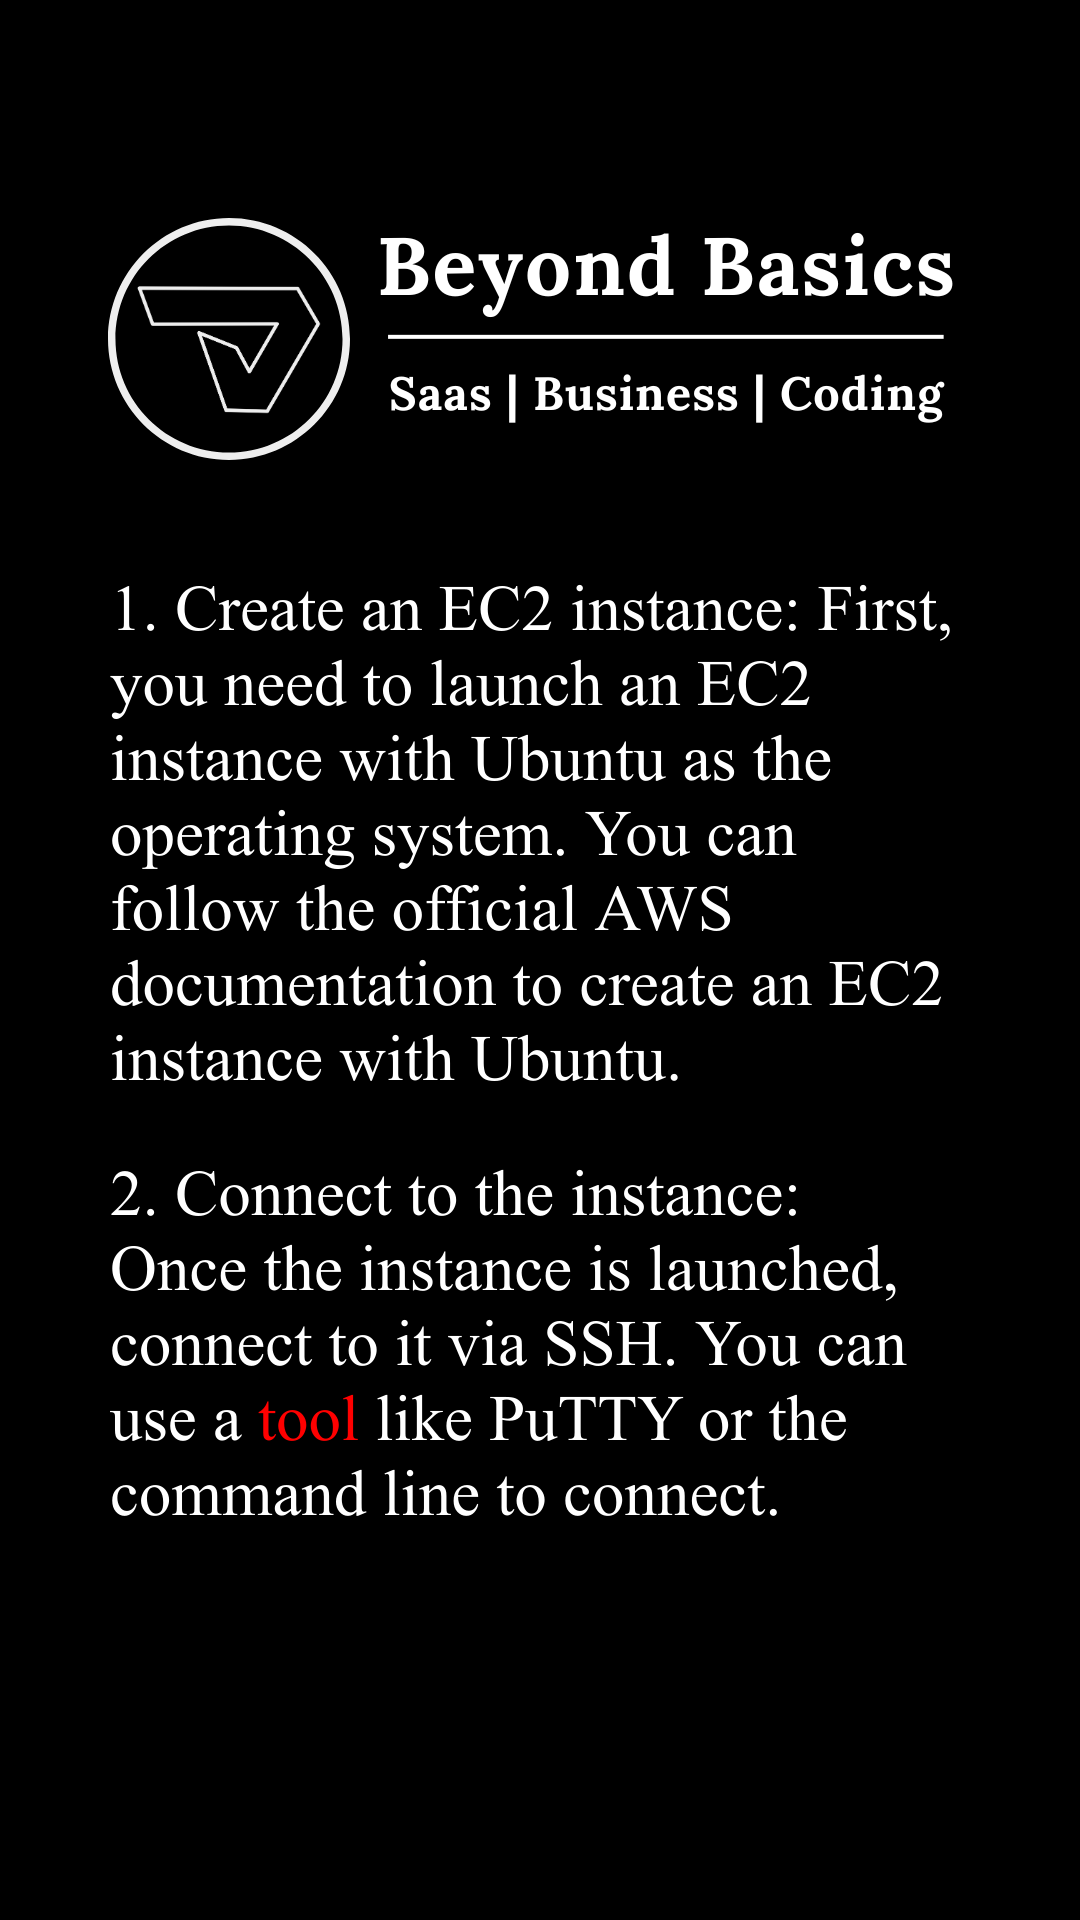 Beyond Basics
Saas | Business | Coding
1. Create an EC2 instance: First,
you need to launch an EC2
instance with Ubuntu as the
operating system. You can
follow the official AWS
documentation to create an EC2
instance with Ubuntu.
2. Connect to the instance:
Once the instance is launched,
connect to it via SSH. You can
use a tool like PuTTY or the
command line to connect.